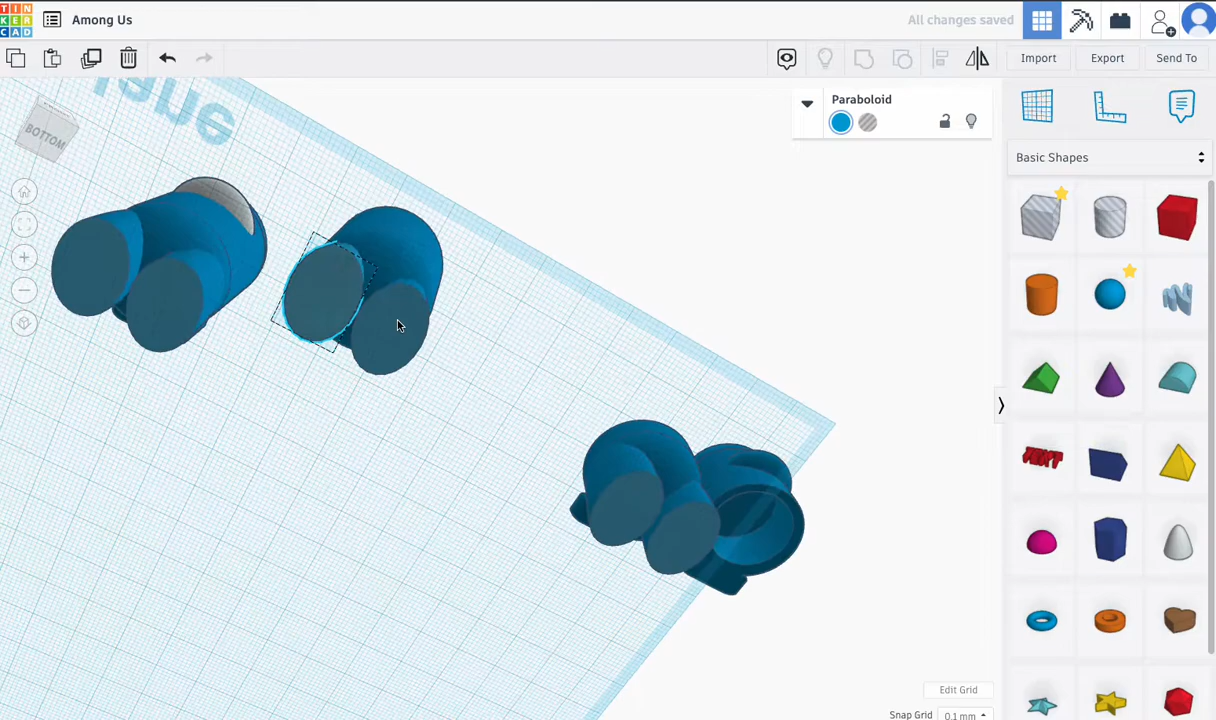 TIN
KER
CAD
Among Us
All changes saved
Import
Export
Send To
BOTTOM
Paraboloid
Basic Shapes
TEXT
Edit Grid
Snap Grid
0.1 mm